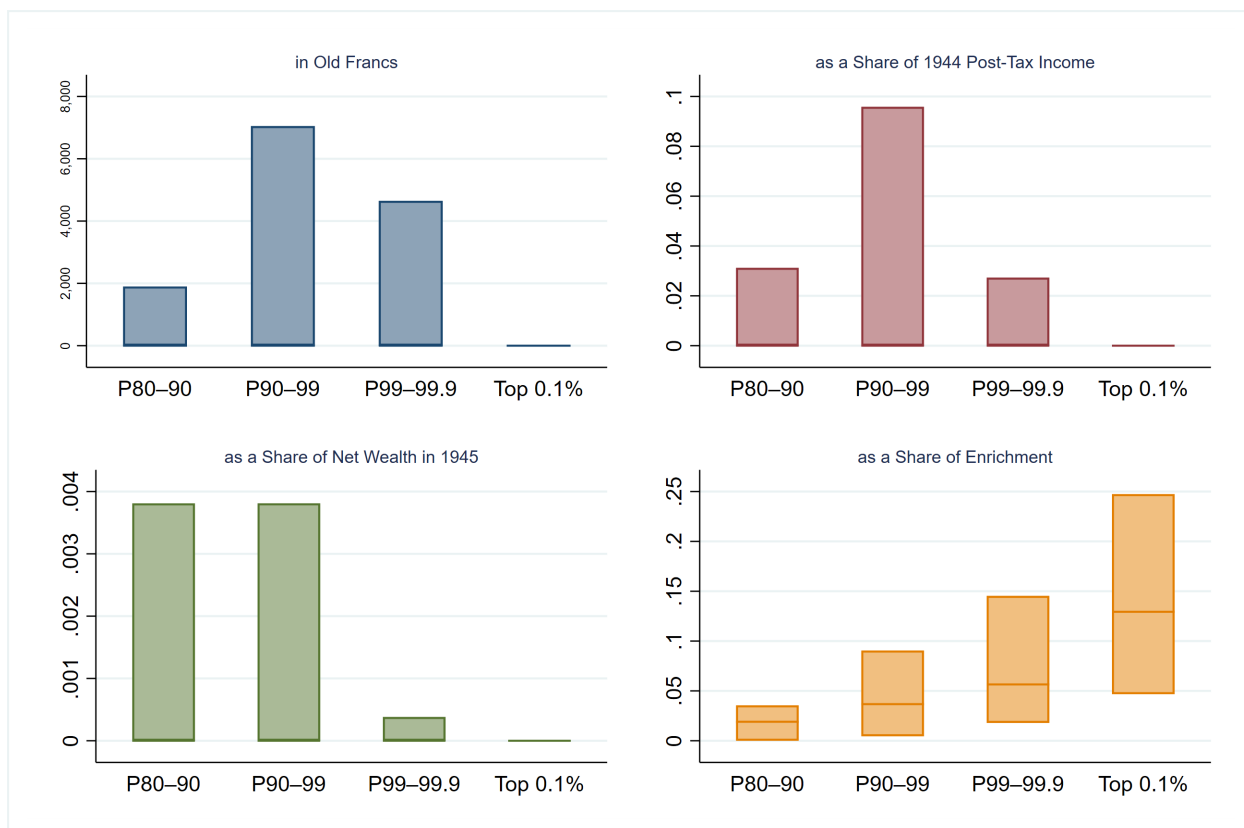 in Old Francs
8,000
6,000
4,000
2,000
0
P80–90 P90–99 P99–99.9 Top 0.1%
as a Share of 1944 Post-Tax Income
.1
.08
.06
.04
.02
0
P80–90 P90–99 P99–99.9 Top 0.1%
as a Share of Net Wealth in 1945
.004
.003
.002
.001
0
P80–90 P90–99 P99–99.9 Top 0.1%
as a Share of Enrichment
.25
.2
.15
.1
.05
0
P80–90 P90–99 P99–99.9 Top 0.1%